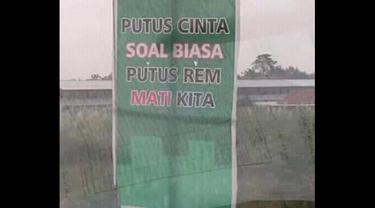 PUTUS CINTA
SOAL BIASA
PUTUS REM
MATI KITA